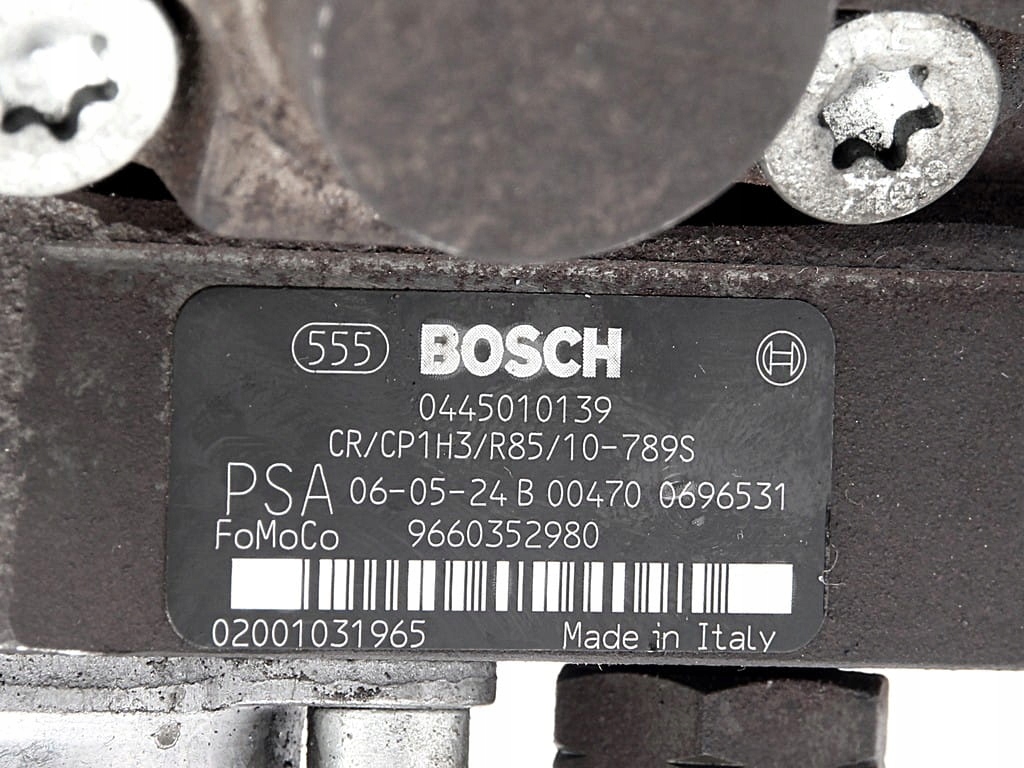 555 BOSCH
0445010139
CR/CP1H3/R85/10-789S
PSA 06-05-24 B 00470 0696531
FoMoCo 9660352980
02001031965 Made in Italy